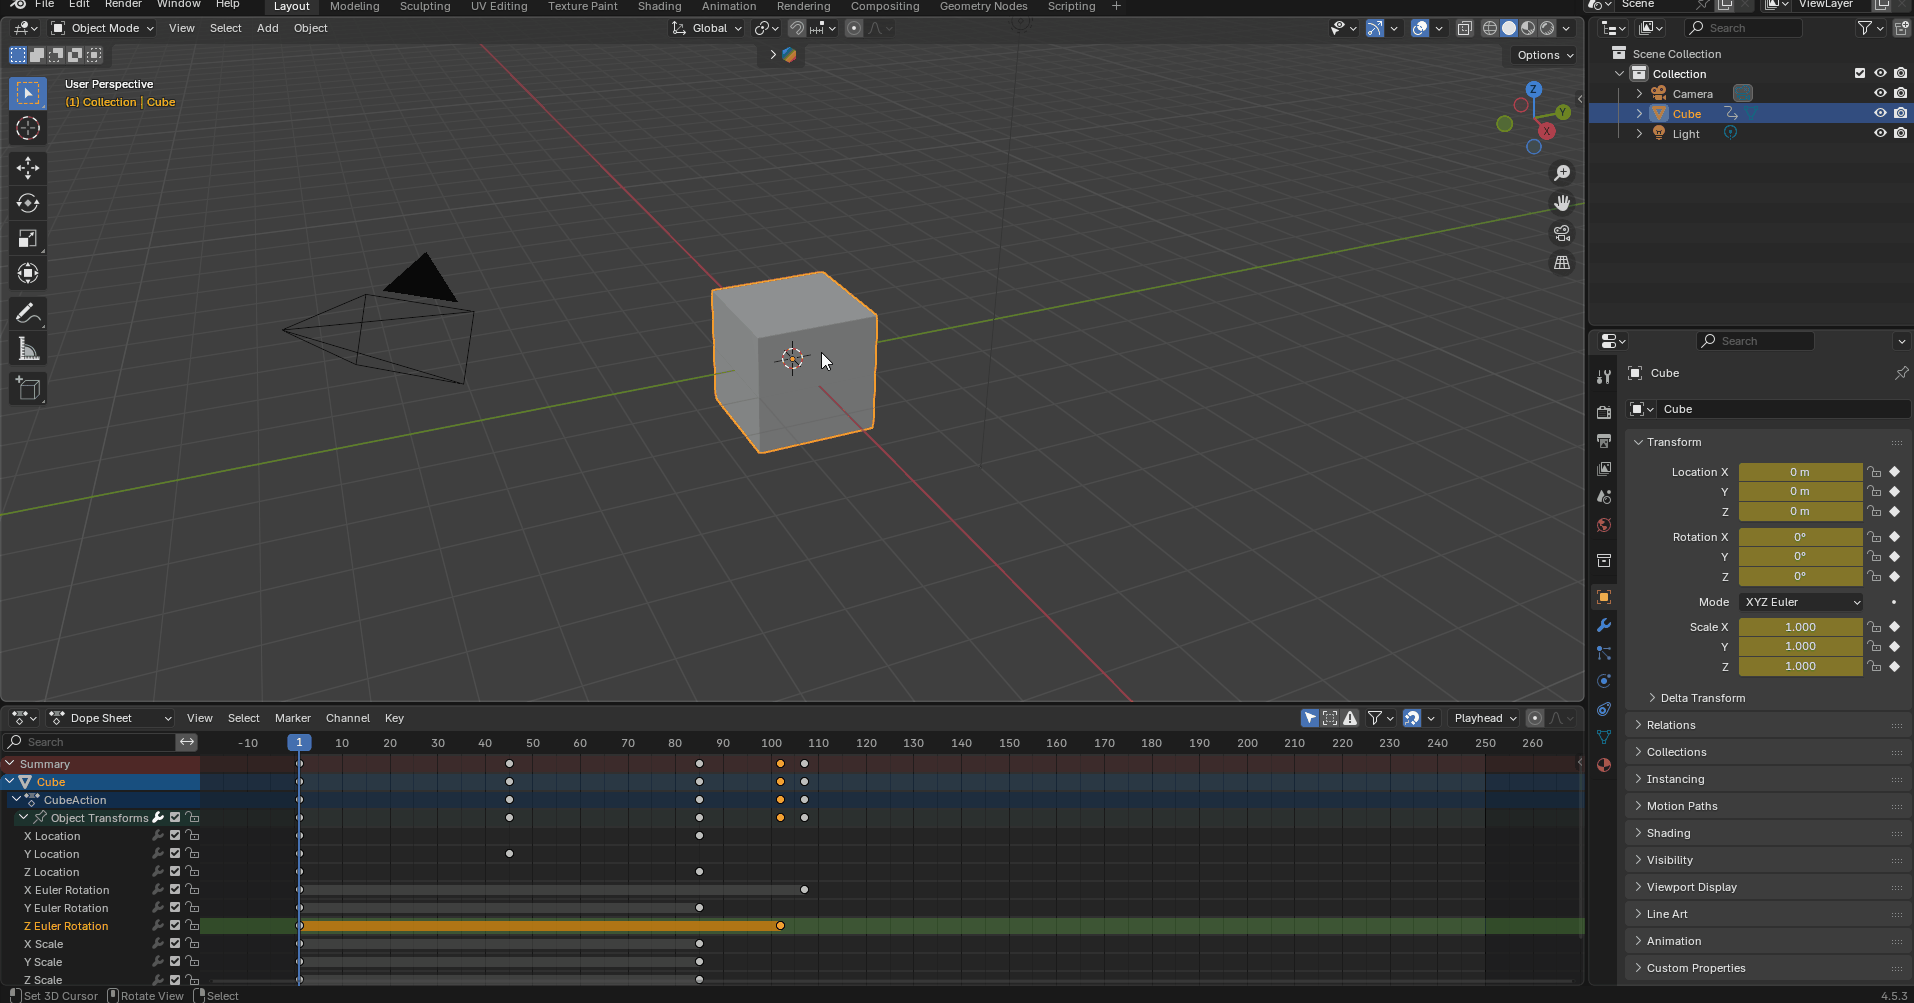 File Edit Render Window Help Layout Modeling Sculpting UV Editing Texture Paint Shading Animation Rendering Compositing Geometry Nodes Scripting + Scene ViewLayer
Object Mode View Select Add Object Global
Options
User Perspective
(1) Collection | Cube
Z
Y
X
Search
Scene Collection
Collection
Camera
Cube
Light
Search
Cube
Cube
Transform
Location X 0 m
Y 0 m
Z 0 m
Rotation X 0°
Y 0°
Z 0°
Mode XYZ Euler
Scale X 1.000
Y 1.000
Z 1.000
Delta Transform
Relations
Collections
Instancing
Motion Paths
Shading
Visibility
Viewport Display
Line Art
Animation
Custom Properties
Dope Sheet View Select Marker Channel Key Playhead
Search -10 1 10 20 30 40 50 60 70 80 90 100 110 120 130 140 150 160 170 180 190 200 210 220 230 240 250 260
Summary
Cube
CubeAction
Object Transforms
X Location
Y Location
Z Location
X Euler Rotation
Y Euler Rotation
Z Euler Rotation
X Scale
Y Scale
Z Scale
Set 3D Cursor Rotate View Select 4.5.3